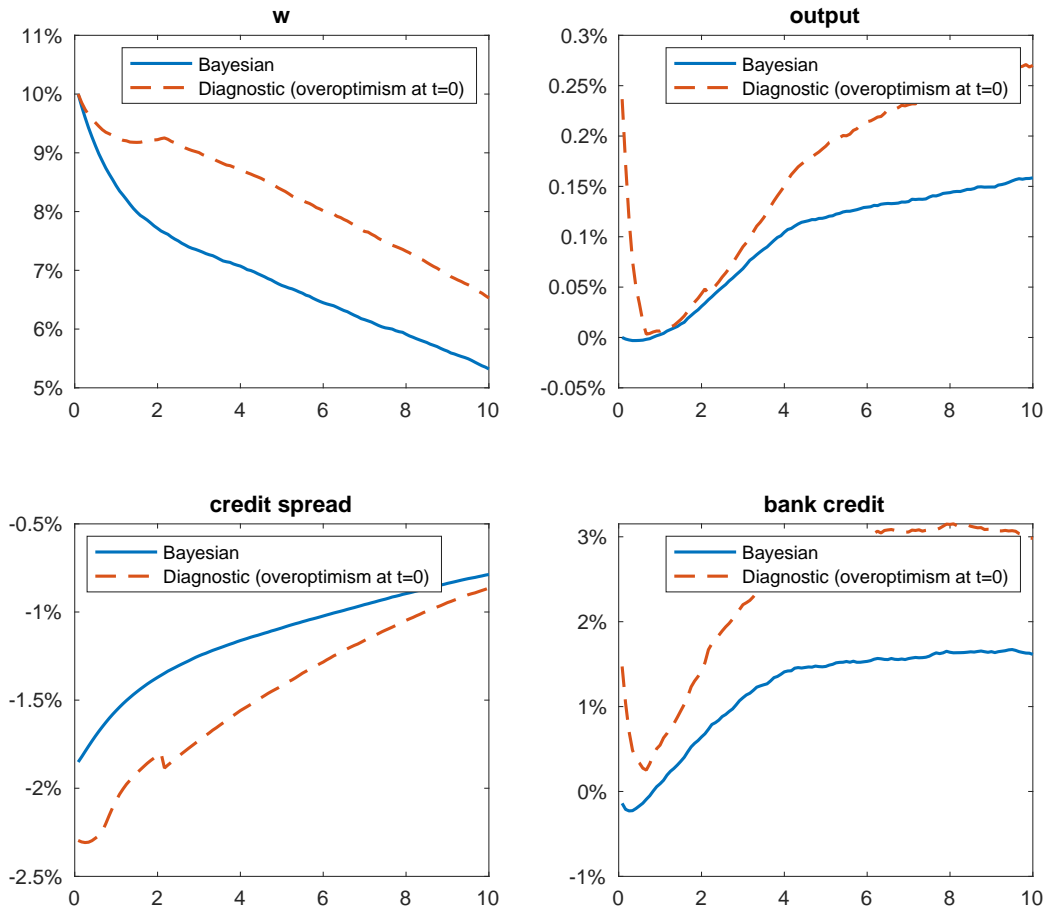 w
11%
10%
9%
8%
7%
6%
5%
0 2 4 6 8 10
Bayesian
Diagnostic (overoptimism at t=0)
output
0.3%
0.25%
0.2%
0.15%
0.1%
0.05%
0%
-0.05%
0 2 4 6 8 10
Bayesian
Diagnostic (overoptimism at t=0)
credit spread
-0.5%
-1%
-1.5%
-2%
-2.5%
0 2 4 6 8 10
Bayesian
Diagnostic (overoptimism at t=0)
bank credit
3%
2%
1%
0%
-1%
0 2 4 6 8 10
Bayesian
Diagnostic (overoptimism at t=0)